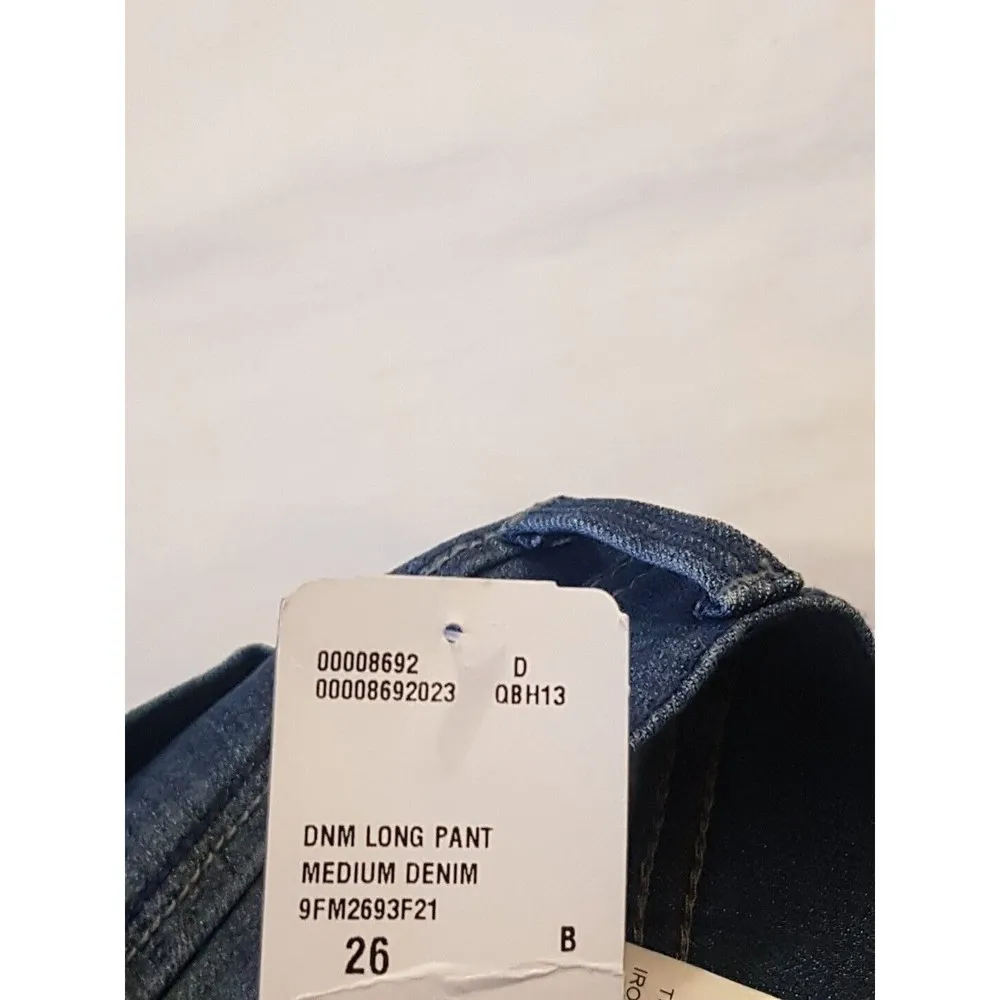 00008692 D
00008692023 QBH13
DNM LONG PANT
MEDIUM DENIM
9FM2693F21
26 B